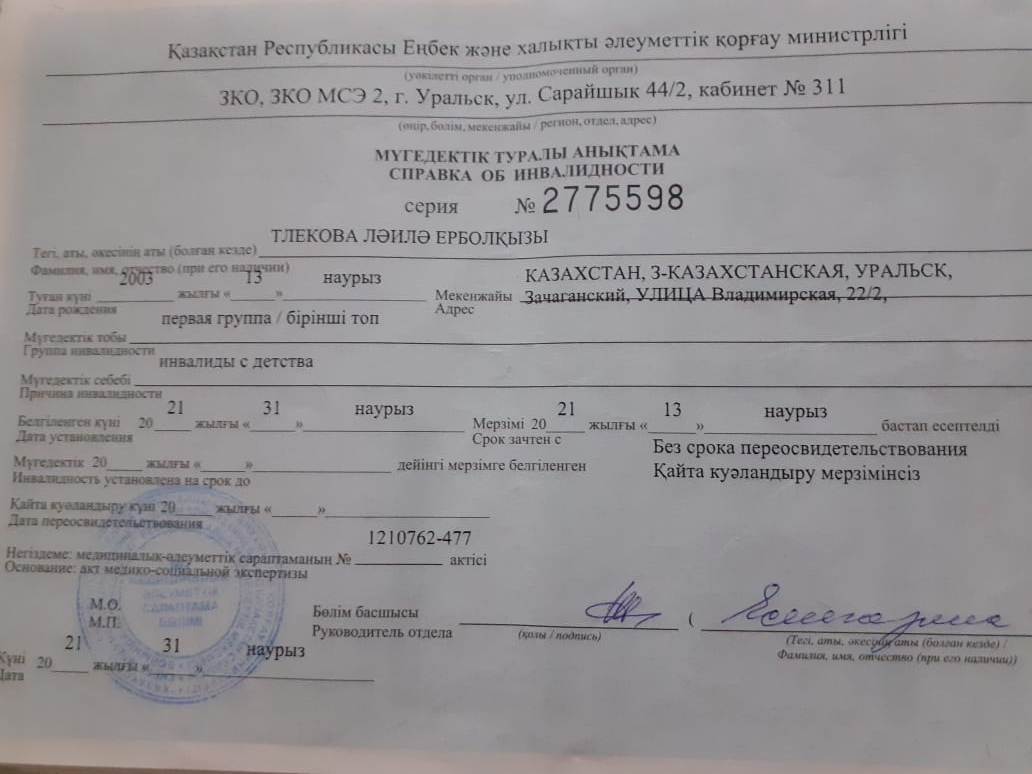 Қазақстан Республикасы Еңбек және халықты әлеуметтік қорғау министрлігі
(уәкілетті орган / уполномоченный орган)
ЗКО, ЗКО МСЭ 2, г. Уральск, ул. Сарайшык 44/2, кабинет № 311
(өңір, бөлім, мекенжайы / регион, отдел, адрес)
МҮГЕДЕКТІК ТУРАЛЫ АНЫҚТАМА
СПРАВКА ОБ ИНВАЛИДНОСТИ
серия № 2775598
ТЛЕКОВА ЛӘЙЛӘ ЕРБОЛҚЫЗЫ
Тегі, аты, әкесінің аты (болған кезде)
Фамилия, имя, отчество (при его наличии)
2003 13 наурыз
Туған күні жылғы « »
Дата рождения
КАЗАХСТАН, З-КАЗАХСТАНСКАЯ, УРАЛЬСК,
Мекенжайы Зачаганский, УЛИЦА Владимирская, 22/2,
Адрес
первая группа / бірінші топ
Мүгедектік тобы
Группа инвалидности
инвалиды с детства
Мүгедектік себебі
Причина инвалидности
21 31 наурыз 21 13 наурыз
Белгіленген күні 20 жылғы « » Мерзімі 20 жылғы « » бастап есептелді
Дата установления Срок зачтен с
Без срока переосвидетельствования
Мүгедектік 20 жылғы « » дейінгі мерзімге белгіленген Қайта куәландыру мерзімінсіз
Инвалидность установлена на срок до
Қайта куәландыру күні 20 жылғы « »
Дата переосвидетельствования
1210762-477
Негіздеме: медициналық-әлеуметтік сараптаманың № актісі
Основание: акт медико-социальной экспертизы
М.О. Бөлім басшысы
М.П. Руководитель отдела (қолы / подпись) (
(Тегі, аты, әкесінің аты (болған кезде) /
Фамилия, имя, отчество (при его наличии))
21 31 наурыз
Күні 20 жылғы « »
Дата